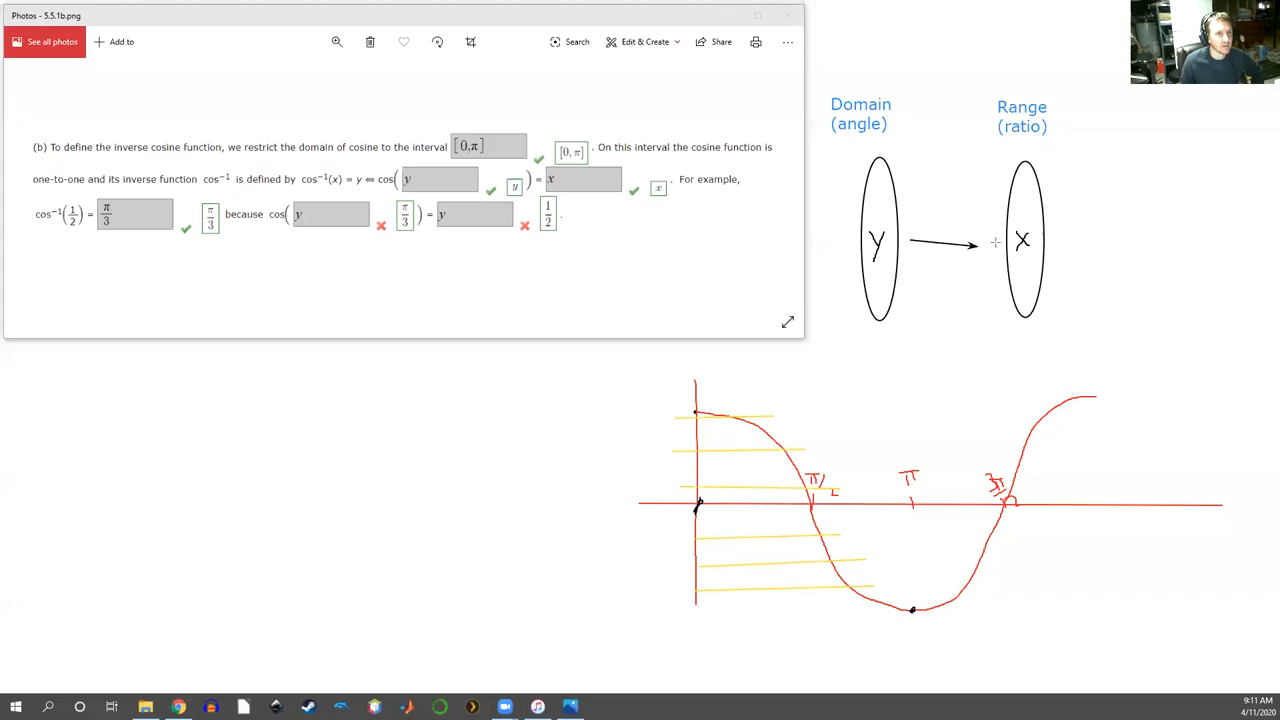 Photos - 5.5.1b.png
See all photos
Add to
Search
Edit & Create
Share
Domain
(angle)
Range
(ratio)
(b) To define the inverse cosine function, we restrict the domain of cosine to the interval [0,π] [0, π]. On this interval the cosine function is
one-to-one and its inverse function cos⁻¹ is defined by cos⁻¹(x) = y ⇔ cos( y y ) = x x . For example,
cos⁻¹(1/2) = π/3 π/3 because cos( y π/3 ) = y 1/2 .
y
x
π/2
π
3π/2
9:11 AM
4/11/2020